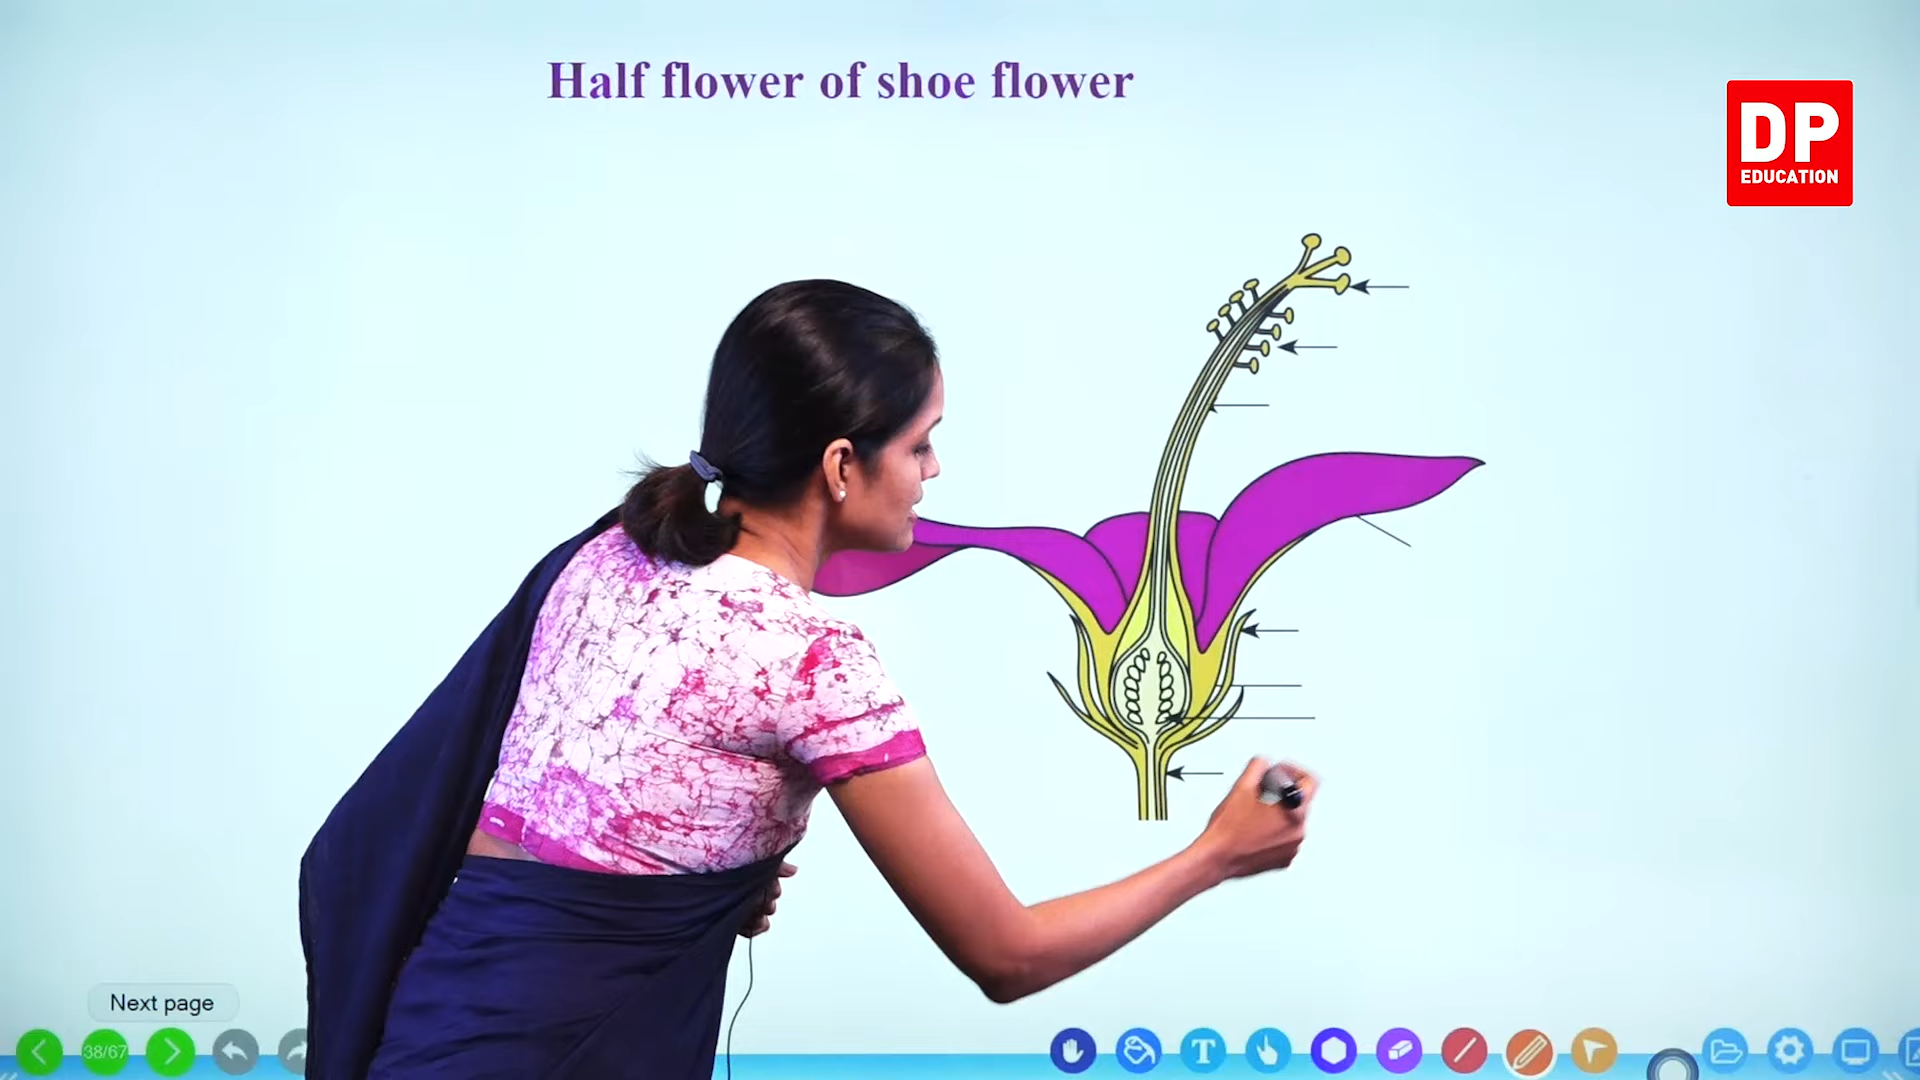 Half flower of shoe flower
DP
EDUCATION
Next page
38/67
T